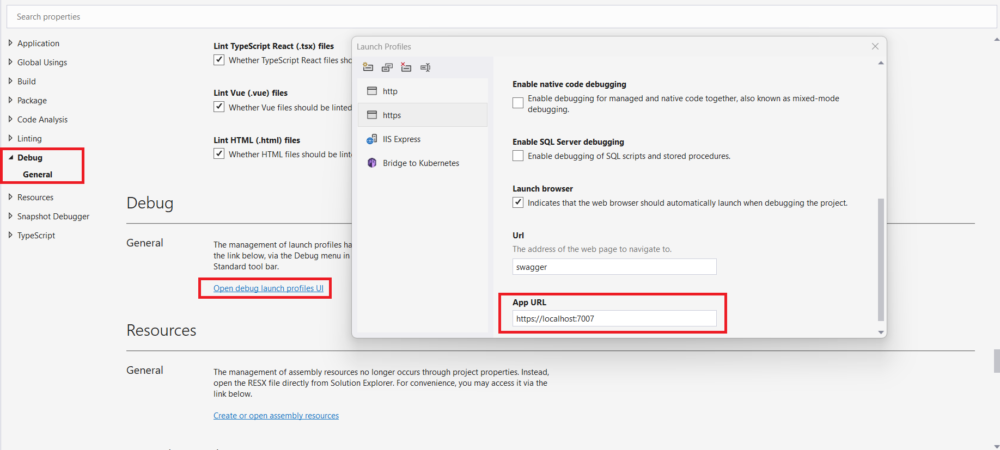 Search properties
Application
Global Usings
Build
Package
Code Analysis
Linting
Debug
General
Resources
Snapshot Debugger
TypeScript
Lint TypeScript React (.tsx) files
Whether TypeScript React files sho
Lint Vue (.vue) files
Whether Vue files should be linted
Lint HTML (.html) files
Whether HTML files should be lint
Debug
General
The management of launch profiles ha
the link below, via the Debug menu in
Standard tool bar.
Open debug launch profiles UI
Resources
General
The management of assembly resources no longer occurs through project properties. Instead,
open the RESX file directly from Solution Explorer. For convenience, you may access it via the
link below.
Create or open assembly resources
Launch Profiles
http
https
IIS Express
Bridge to Kubernetes
Enable native code debugging
Enable debugging for managed and native code together, also known as mixed-mode
debugging.
Enable SQL Server debugging
Enable debugging of SQL scripts and stored procedures.
Launch browser
Indicates that the web browser should automatically launch when debugging the project.
Url
The address of the web page to navigate to.
swagger
App URL
https://localhost:7007